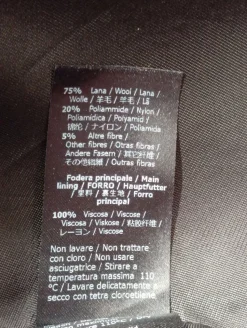 75% Lana / Wool / Lana /
Wolle / 羊毛 / 羊毛 / Lã
20% Poliammide / Nylon /
Poliamidica / Polyamid /
锦纶 / ナイロン / Poliamida
5% Altre fibre /
Other fibres / Otras fibras /
Andere Fasern / 其它纤维 /
その他繊維 / Outras fibras
Fodera principale / Main
lining / FORRO / Hauptfutter
/ 里料 / 裏生地 / Forro
principal
100% Viscosa / Viscose /
Viscosa / Viskose / 粘胶纤维 /
レーヨン / Viscose
Non lavare / Non trattare
con cloro / Non usare
asciugatrice / Stirare a
temperatura massima 110
ºC / Lavare delicatamente a
secco con tetra cloroetilene